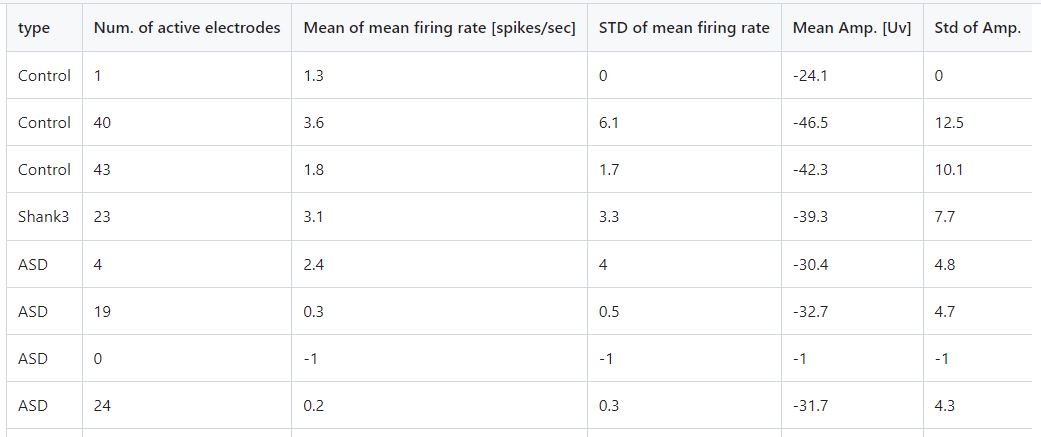 type Num. of active electrodes Mean of mean firing rate [spikes/sec] STD of mean firing rate Mean Amp. [Uv] Std of Amp.
Control 1 1.3 0 -24.1 0
Control 40 3.6 6.1 -46.5 12.5
Control 43 1.8 1.7 -42.3 10.1
Shank3 23 3.1 3.3 -39.3 7.7
ASD 4 2.4 4 -30.4 4.8
ASD 19 0.3 0.5 -32.7 4.7
ASD 0 -1 -1 -1 -1
ASD 24 0.2 0.3 -31.7 4.3